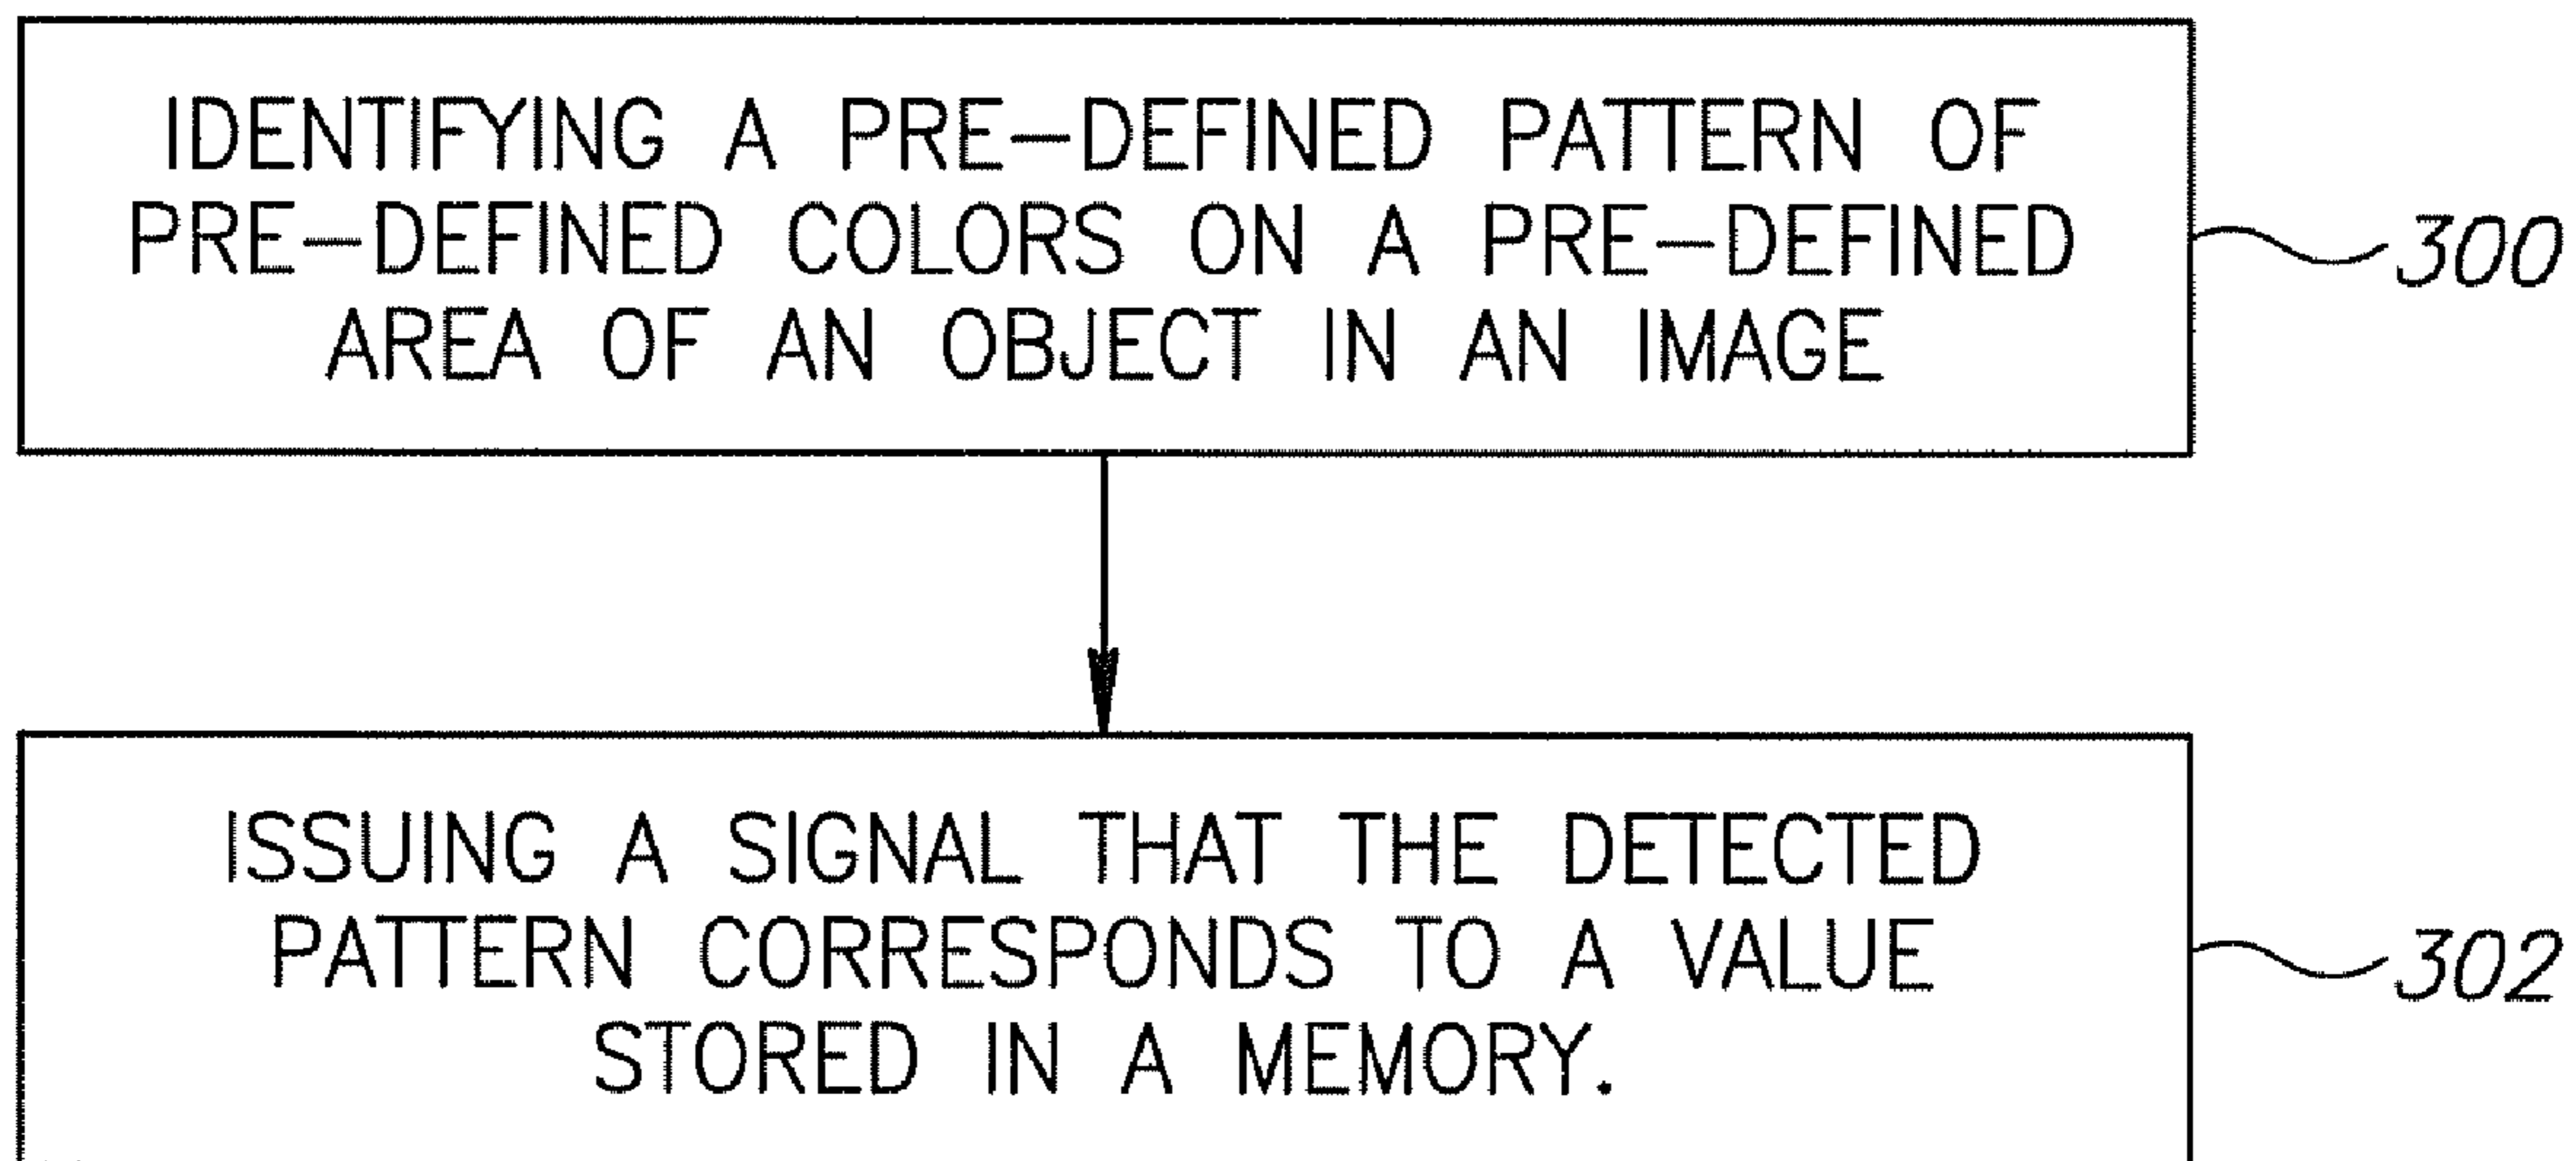 IDENTIFYING A PRE-DEFINED PATTERN OF
PRE-DEFINED COLORS ON A PRE-DEFINED
AREA OF AN OBJECT IN AN IMAGE
300
ISSUING A SIGNAL THAT THE DETECTED
PATTERN CORRESPONDS TO A VALUE
STORED IN A MEMORY.
302